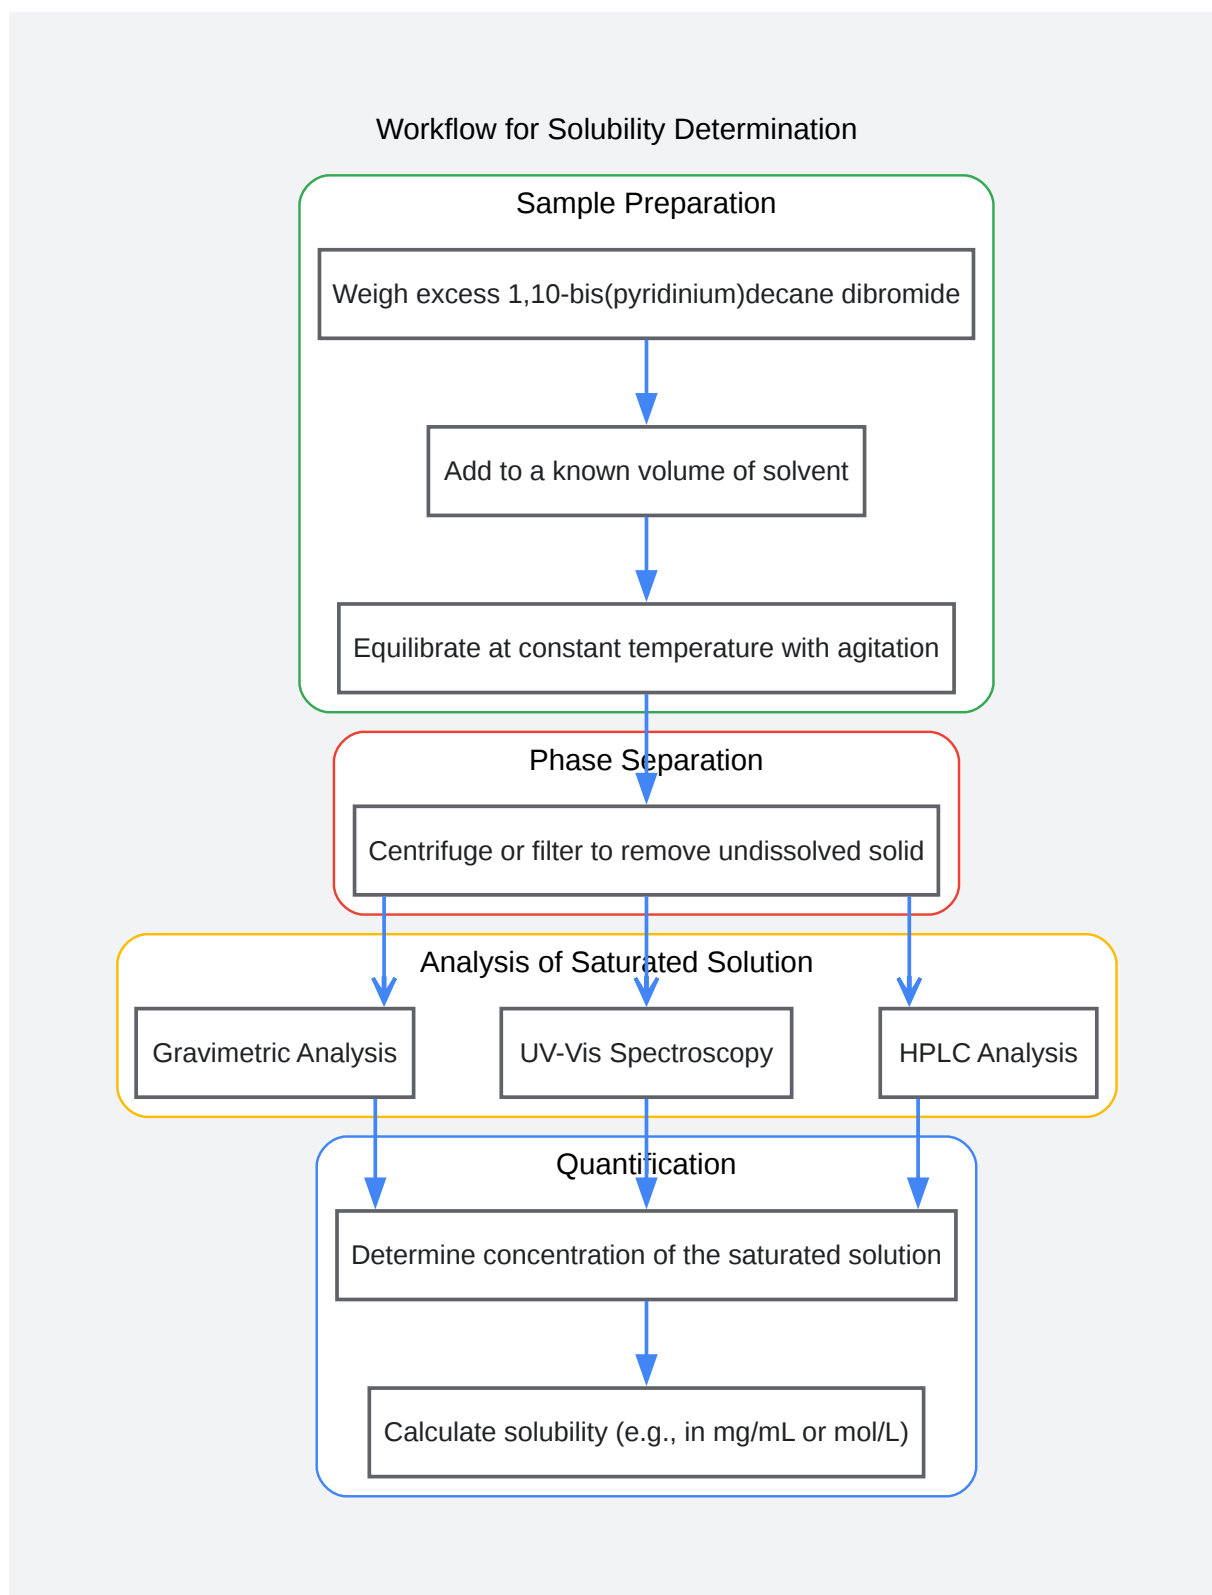 Workflow for Solubility Determination
Sample Preparation
Weigh excess 1,10-bis(pyridinium)decane dibromide
Add to a known volume of solvent
Equilibrate at constant temperature with agitation
Phase Separation
Centrifuge or filter to remove undissolved solid
Analysis of Saturated Solution
Gravimetric Analysis
UV-Vis Spectroscopy
HPLC Analysis
Quantification
Determine concentration of the saturated solution
Calculate solubility (e.g., in mg/mL or mol/L)